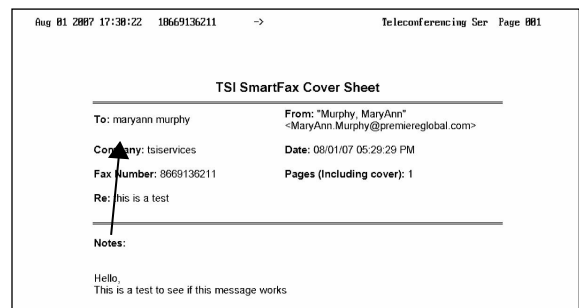 Aug 01 2007 17:30:22 18669136211 -> Teleconferencing Ser Page 001
TSI SmartFax Cover Sheet
To: maryann murphy
From: "Murphy, MaryAnn"
<MaryAnn.Murphy@premiereglobal.com>
Company: tsiservices
Date: 08/01/07 05:29:29 PM
Fax Number: 8669136211
Pages (Including cover): 1
Re: this is a test
Notes:
Hello,
This is a test to see if this message works